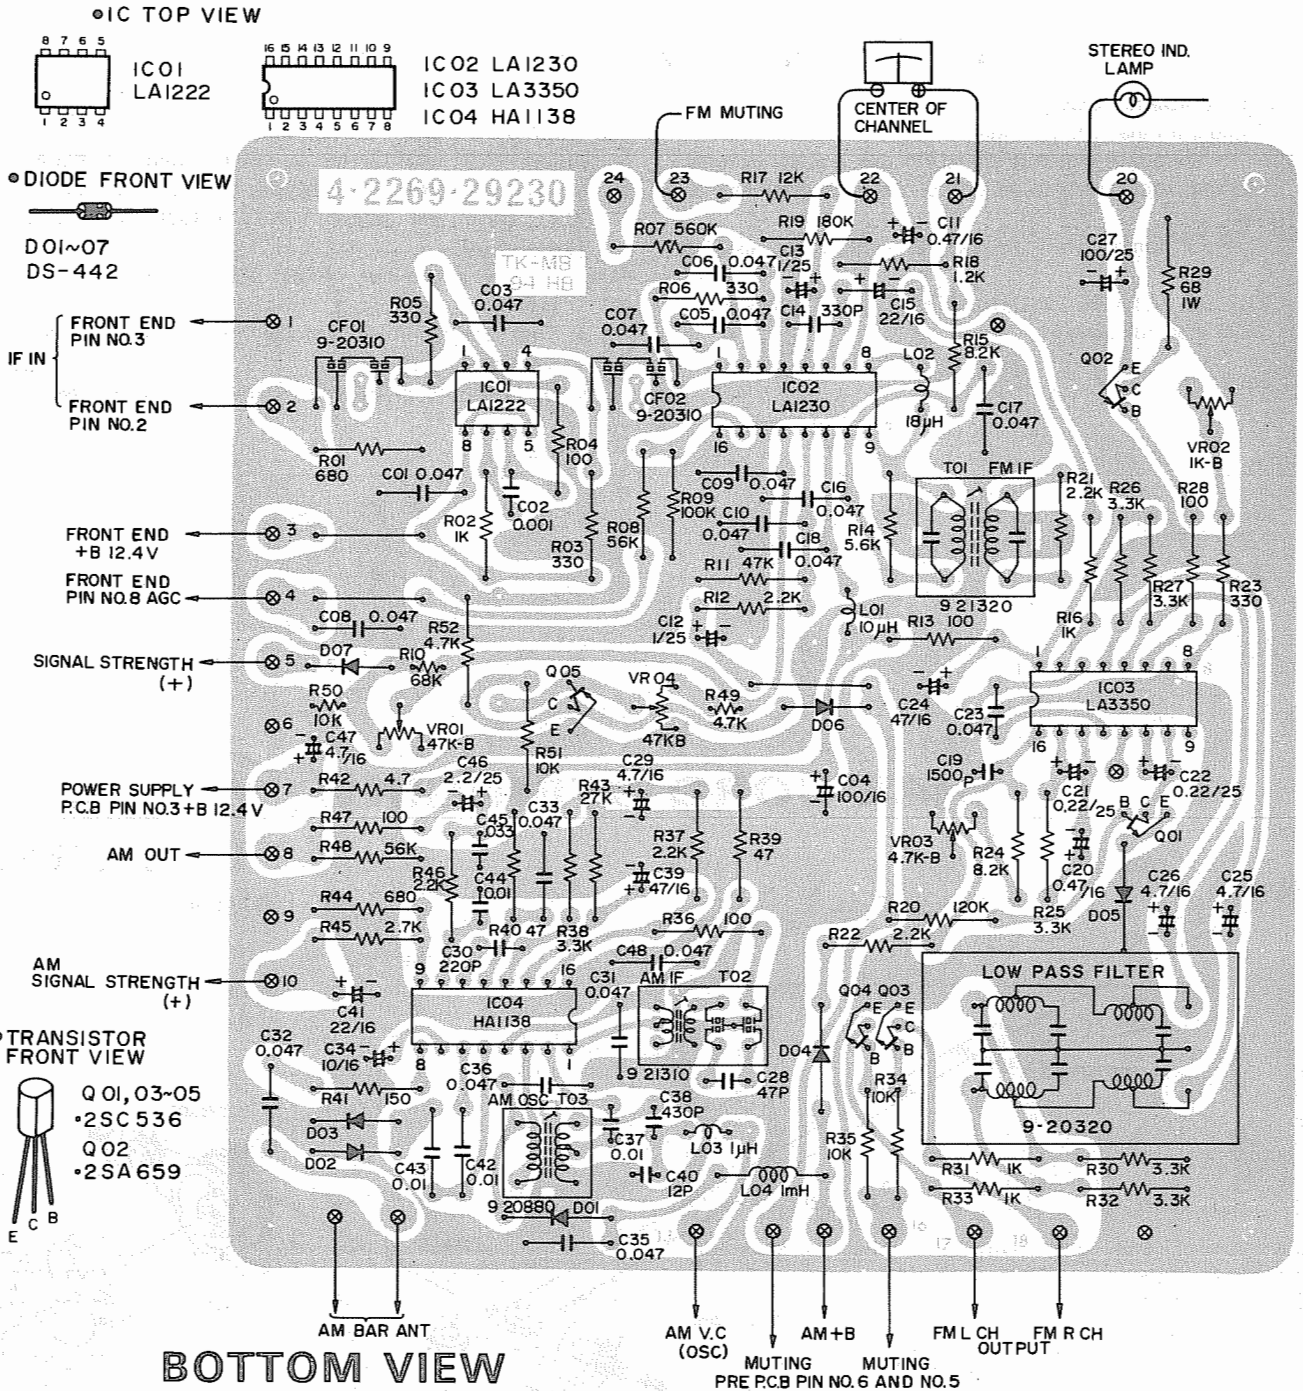 IC TOP VIEW
8 7 6 5
1 2 3 4
IC01
LA1222
16 15 14 13 12 11 10 9
1 2 3 4 5 6 7 8
IC02 LA1230
IC03 LA3350
IC04 HA1138
CENTER OF
CHANNEL
STEREO IND.
LAMP
FM MUTING
DIODE FRONT VIEW
D01~07
DS-442
4-2269-29230
TK-MB
94 HB
24
23
22
21
20
R17 12K
R07 560K
R19 180K
C11
0.47/16
C06 0.047
C13
1/25
R18
1.2K
C27
100/25
R29
68
1W
R06 330
C05 0.047
C14 330P
C15
22/16
C07
0.047
C03
0.047
R05
330
CF01
9-20310
FRONT END
PIN NO.3
1
IF IN
FRONT END
PIN NO.2
2
1 4
IC01
LA1222
8 5
CF02
9-20310
1 8
IC02
LA1230
16 9
L02
18µH
R15
8.2K
C17
0.047
Q02
E
C
B
VR02
1K-B
R01
680
C01 0.047
R04
100
R02
1K
C02
0.001
R03
330
R08
56K
R09
100K
C09 0.047
C16
0.047
C10
0.047
C18
0.047
R11 47K
R12 2.2K
C12
1/25
R14
5.6K
T01 FM IF
9 21320
R21
2.2K
R26
3.3K
R28
100
R16
1K
R27
3.3K
R23
330
L01
10µH
R13 100
FRONT END
+B 12.4V
3
FRONT END
PIN NO.8 AGC
4
C08 0.047
R52
4.7K
D07
R10
68K
SIGNAL STRENGTH
(+)
5
R50
10K
6
C47
4.7/16
VR01
47K-B
Q05
C
E
R51
10K
VR04
47KB
R49
4.7K
D06
C24
47/16
C23
0.047
1 8
IC03
LA3350
16 9
POWER SUPPLY
P.C.B PIN NO.3+B 12.4V
7
R42 4.7
C46
2.2/25
C29
4.7/16
C04
100/16
C19
1500P
C21
0.22/25
C22
0.22/25
B C E
Q01
R47 100
R48 56K
AM OUT
8
C45
.033
C33
0.047
R43
27K
R37
2.2K
R39
47
VR03
4.7K-B
R24
8.2K
C20
0.47/16
R25
3.3K
D05
C26
4.7/16
C25
4.7/16
R46
2.2K
C44
0.01
C39
47/16
9
R44 680
R45 2.7K
R40 47
R38
3.3K
C30
220P
R36 100
C48 0.047
R20 120K
R22 2.2K
AM
SIGNAL STRENGTH
(+)
10
C41
22/16
9 16
IC04
HA1138
8 1
C31
0.047
AM IF T02
9 21310
Q04 Q03
E E
C
B B
D04
LOW PASS FILTER
9-20320
TRANSISTOR
FRONT VIEW
Q01,03~05
•2SC536
Q02
•2SA659
E C B
C32
0.047
C34
10/16
R41 150
D03
D02
C36
0.047
AM OSC T03
9 20880
C43
0.01
C42
0.01
D01
C35
0.047
C37
0.01
C38
430P
C28
47P
L03 1µH
C40
12P
L04 1mH
R34
10K
R35
10K
R31 1K
R33 1K
R30 3.3K
R32 3.3K
16
17
18
AM BAR ANT
AM V.C
(OSC)
AM+B
MUTING MUTING
PRE P.C.B PIN NO.6 AND NO.5
FM L CH FM R CH
OUTPUT
BOTTOM VIEW